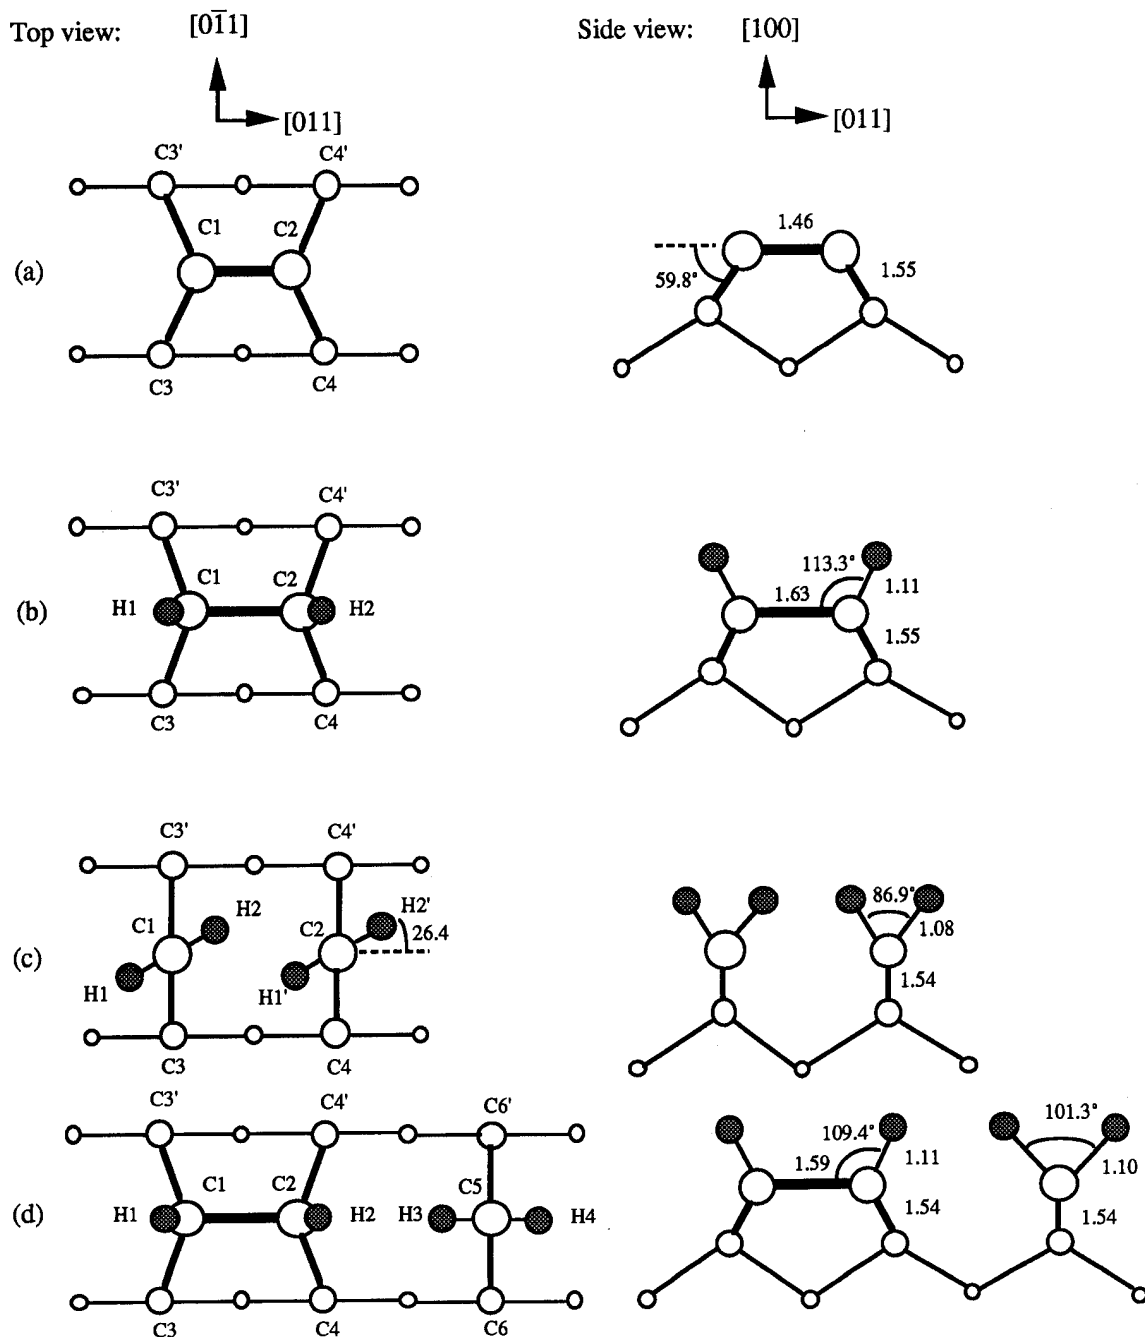 Top view: [01̅1] Side view: [100]
[011] [011]
C3' C4'
C1 C2 1.46
(a) 59.8° 1.55
C3 C4
C3' C4'
C1 C2 113.3°
(b) H1 H2 1.63 1.11
1.55
C3 C4
C3' C4'
C1 H2 C2 H2' 86.9°
26.4 1.08
(c) H1 H1' 1.54
C3 C4
C3' C4' C6' 101.3°
109.4°
C1 C2 C5 1.59 1.11 1.10
(d) H1 H2 H3 H4 1.54 1.54
C3 C4 C6